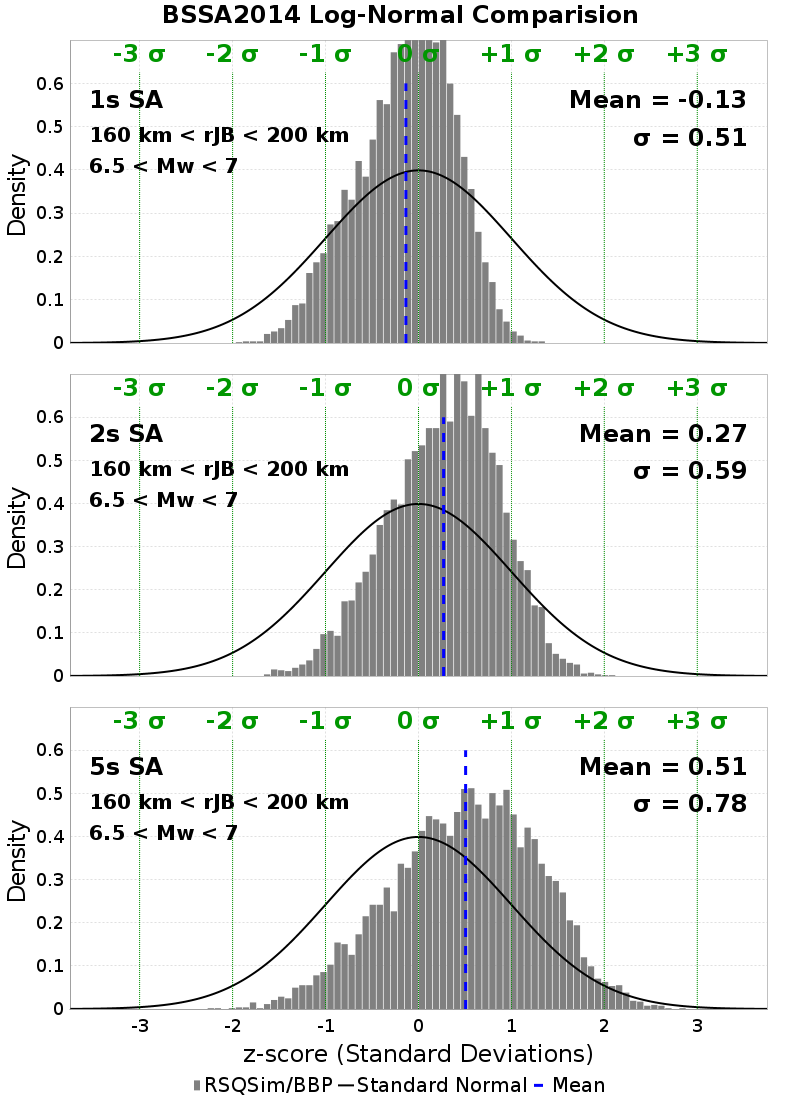 BSSA2014 Log-Normal Comparision
-3 σ -2 σ -1 σ 0 σ +1 σ +2 σ +3 σ
1s SA
160 km < rJB < 200 km
6.5 < Mw < 7
Mean = -0.13
σ = 0.51
0.6
0.5
0.4
0.3
0.2
0.1
0
Density
-3 σ -2 σ -1 σ 0 σ +1 σ +2 σ +3 σ
2s SA
160 km < rJB < 200 km
6.5 < Mw < 7
Mean = 0.27
σ = 0.59
0.6
0.5
0.4
0.3
0.2
0.1
0
Density
-3 σ -2 σ -1 σ 0 σ +1 σ +2 σ +3 σ
5s SA
160 km < rJB < 200 km
6.5 < Mw < 7
Mean = 0.51
σ = 0.78
0.6
0.5
0.4
0.3
0.2
0.1
0
Density
-3 -2 -1 0 1 2 3
z-score (Standard Deviations)
RSQSim/BBP Standard Normal Mean